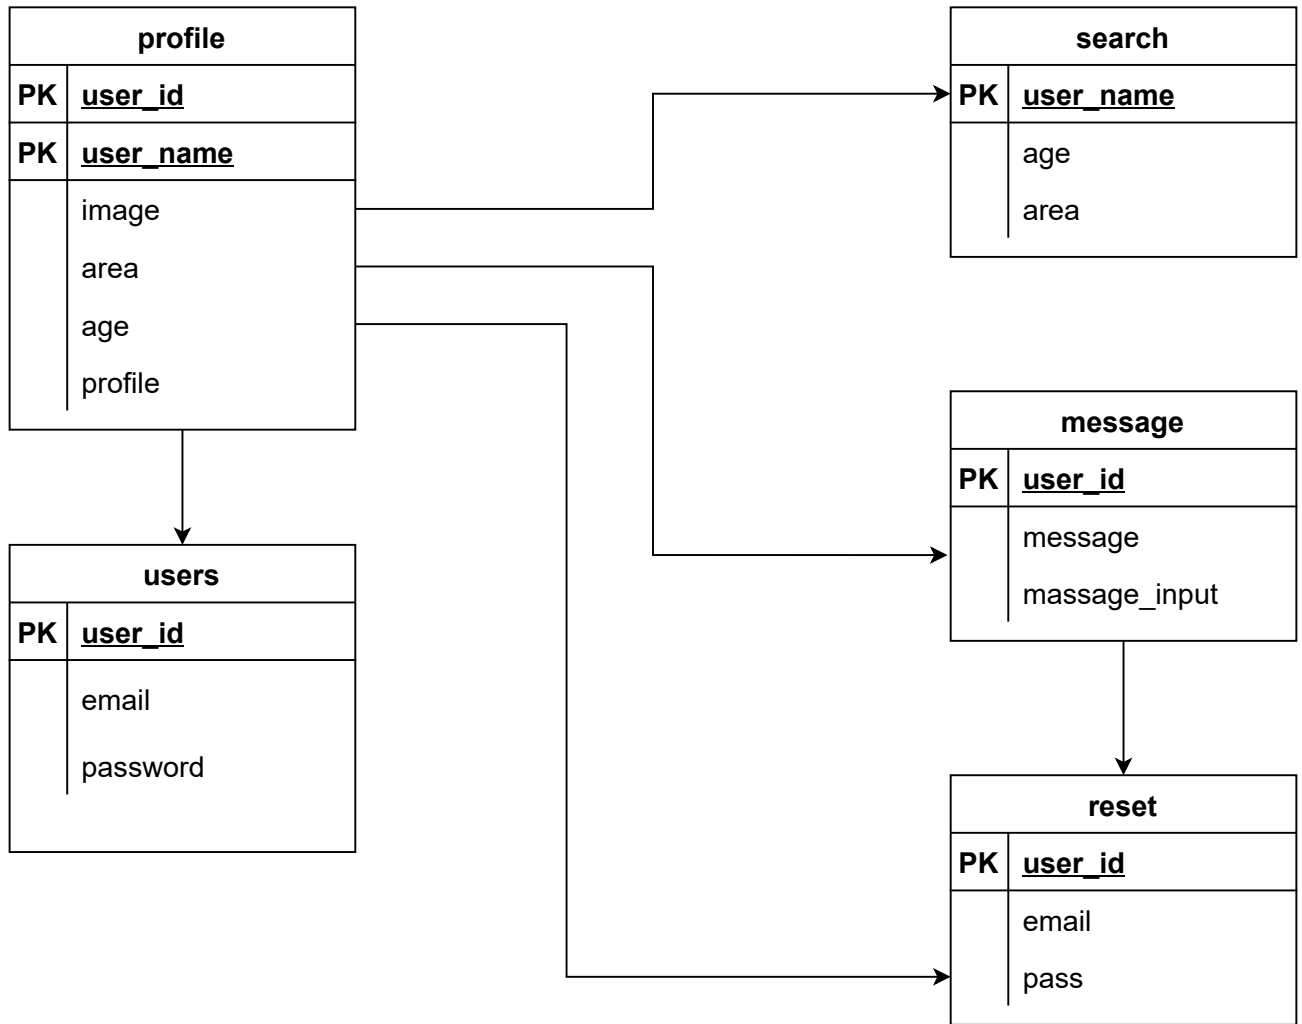 profile
PK user_id
PK user_name
image
area
age
profile
search
PK user_name
age
area
message
PK user_id
message
massage_input
users
PK user_id
email
password
reset
PK user_id
email
pass